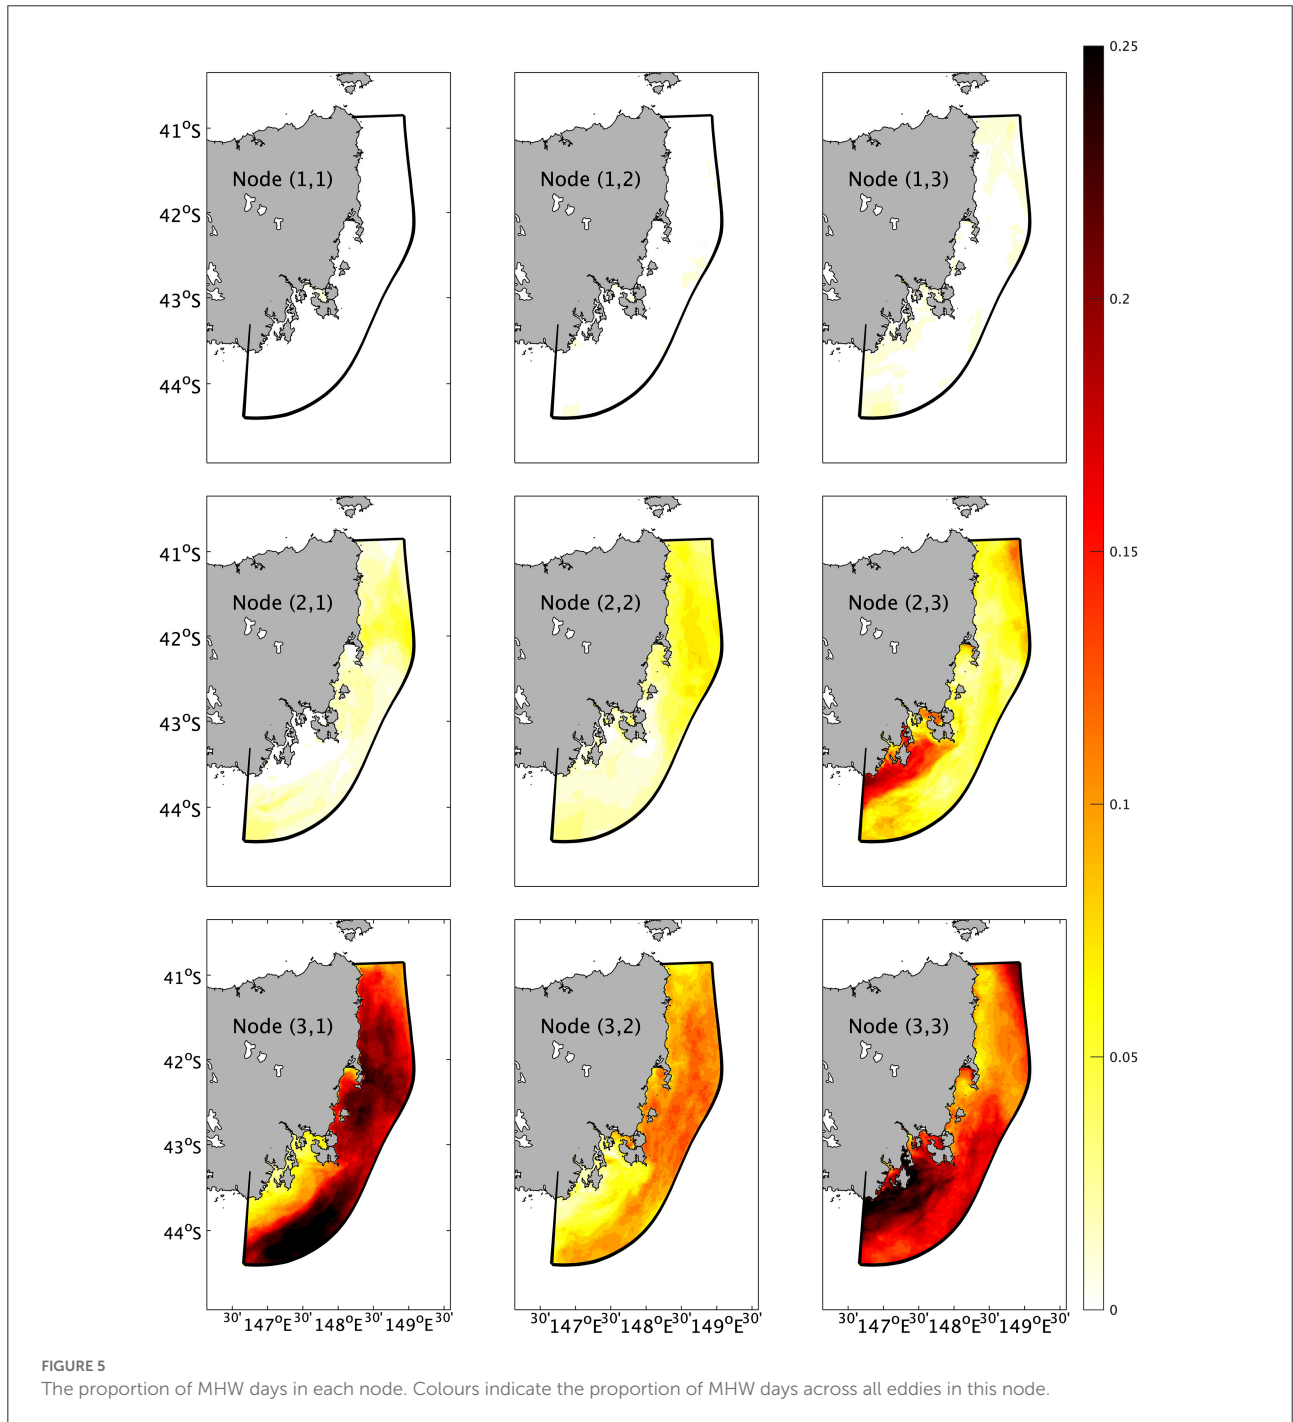 0.25
41°S
42°S
43°S
44°S
Node (1,1)
Node (1,2)
Node (1,3)
0.2
41°S
42°S
43°S
44°S
Node (2,1)
Node (2,2)
Node (2,3)
0.15
0.1
41°S
42°S
43°S
44°S
Node (3,1)
Node (3,2)
Node (3,3)
0.05
0
30' 147°E 30' 148°E 30' 149°E 30'
30' 147°E 30' 148°E 30' 149°E 30'
30' 147°E 30' 148°E 30' 149°E 30'
FIGURE 5
The proportion of MHW days in each node. Colours indicate the proportion of MHW days across all eddies in this node.